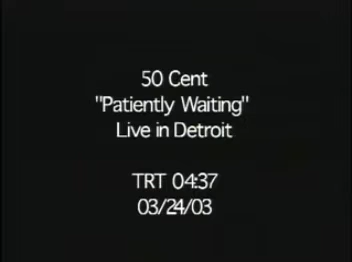 50 Cent
"Patiently Waiting"
Live in Detroit
TRT 04:37
03/24/03